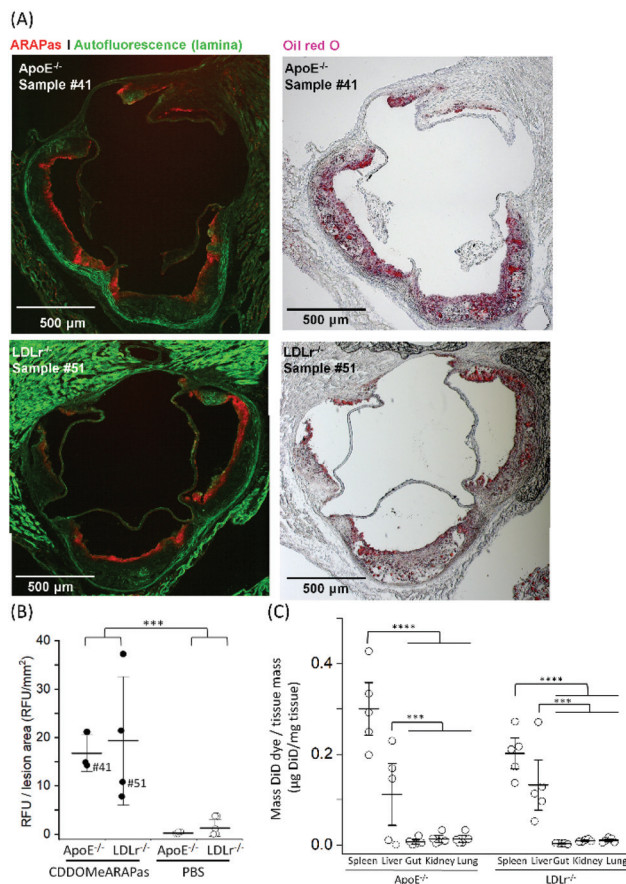 (A)
ARAPas I Autofluorescence (lamina)
Oil red O
ApoE-/-
Sample #41
ApoE-/-
Sample #41
500 µm
500 µm
LDLr-/-
Sample #51
LDLr-/-
Sample #51
500 µm
500 µm
(B)
***
RFU / lesion area (RFU/mm²)
40
30
20
10
0
#41
#51
ApoE-/- LDLr-/- ApoE-/- LDLr-/-
CDDOMeARAPas PBS
(C)
Mass DiD dye / tissue mass
(µg DiD/mg tissue)
0.4
0.2
0.0
****
***
****
***
Spleen Liver Gut Kidney Lung Spleen Liver Gut Kidney Lung
ApoE-/- LDLr-/-